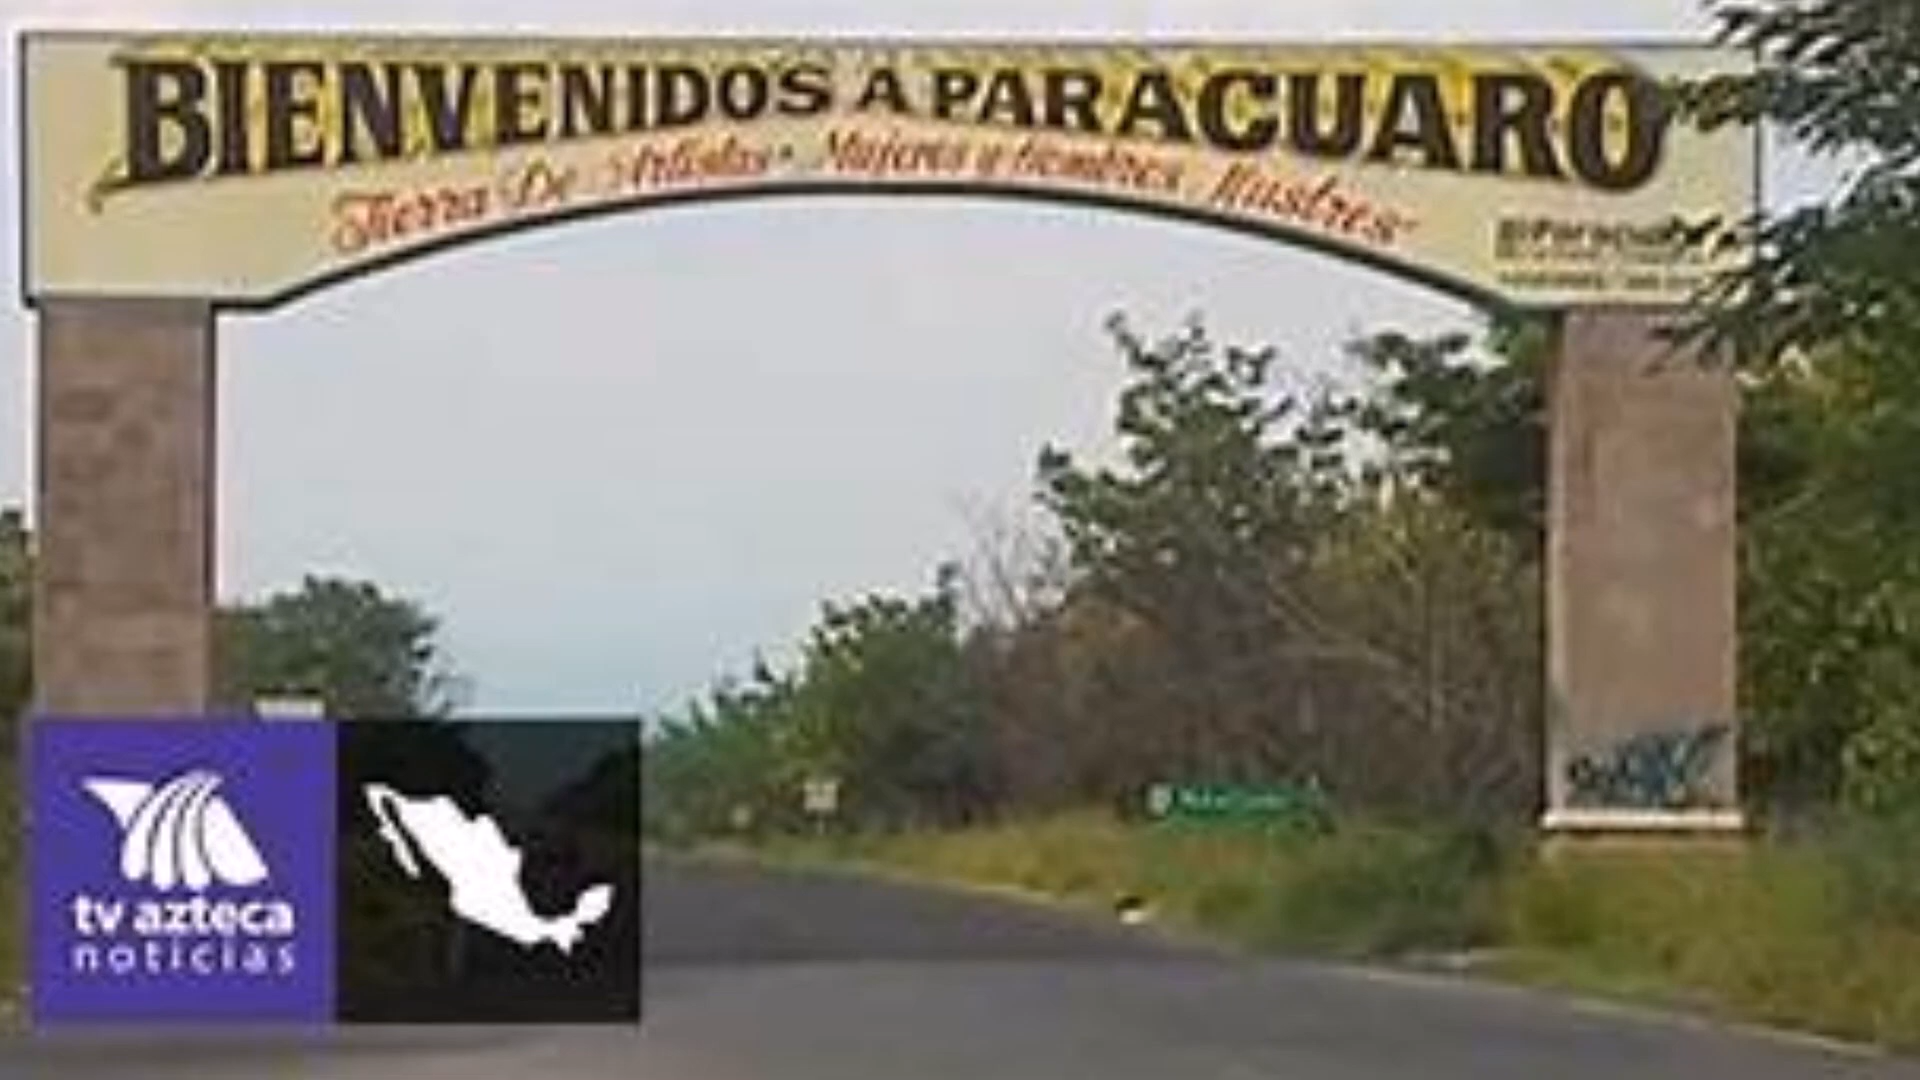 BIENVENIDOS A PARACUARO
Tierra De Artistas • Mujeres y hombres Ilustres
tv azteca
noticias